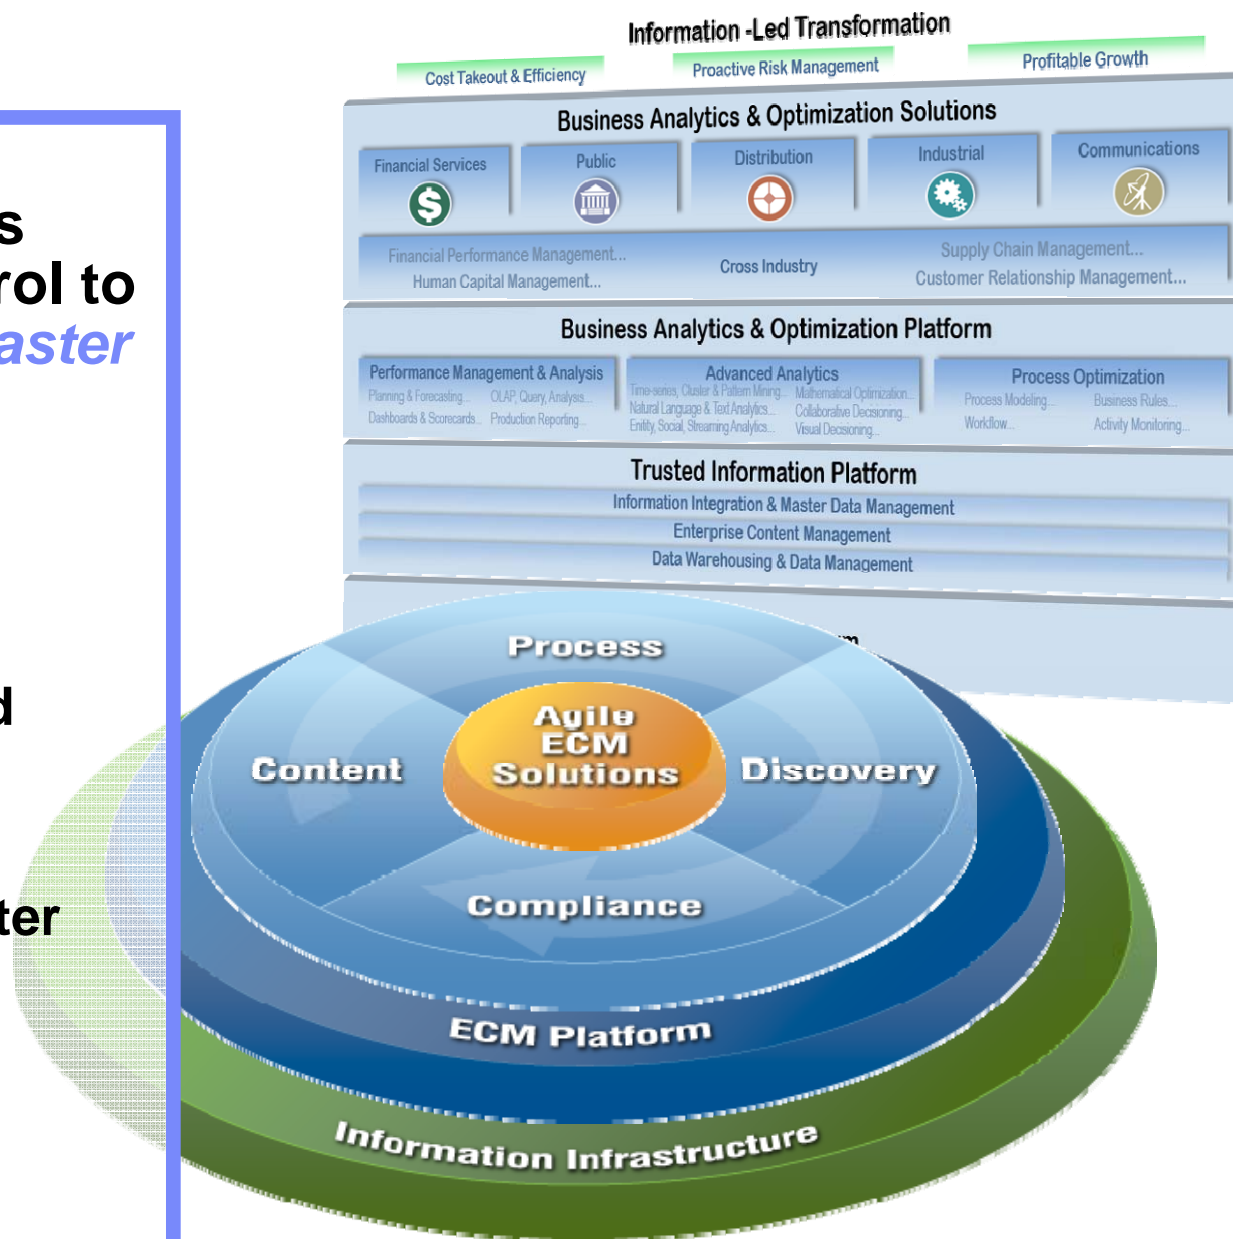 Information -Led Transformation
Cost Takeout & Efficiency
Proactive Risk Management
Profitable Growth
Business Analytics & Optimization Solutions
Financial Services
Public
Distribution
Industrial
Communications
Financial Performance Management...
Human Capital Management...
Cross Industry
Supply Chain Management...
Customer Relationship Management...
Business Analytics & Optimization Platform
Performance Management & Analysis
Planning & Forecasting...
OLAP, Query, Analysis...
Dashboards & Scorecards...
Production Reporting...
Advanced Analytics
Time-series, Cluster & Pattern Mining...
Mathematical Optimization...
Natural Language & Text Analytics...
Collaborative Decisioning...
Entity, Social, Streaming Analytics...
Visual Decisioning...
Process Optimization
Process Modeling...
Business Rules...
Workflow...
Activity Monitoring...
Trusted Information Platform
Information Integration & Master Data Management
Enterprise Content Management
Data Warehousing & Data Management
s
rol to
aster
d
ter
m
Process
Agile
ECM
Solutions
Content
Discovery
Compliance
ECM Platform
Information Infrastructure